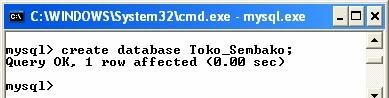 C:\WINDOWS\System32\cmd.exe - mysql.exe
mysql> create database Toko_Sembako;
Query OK, 1 row affected (0.00 sec)
mysql>